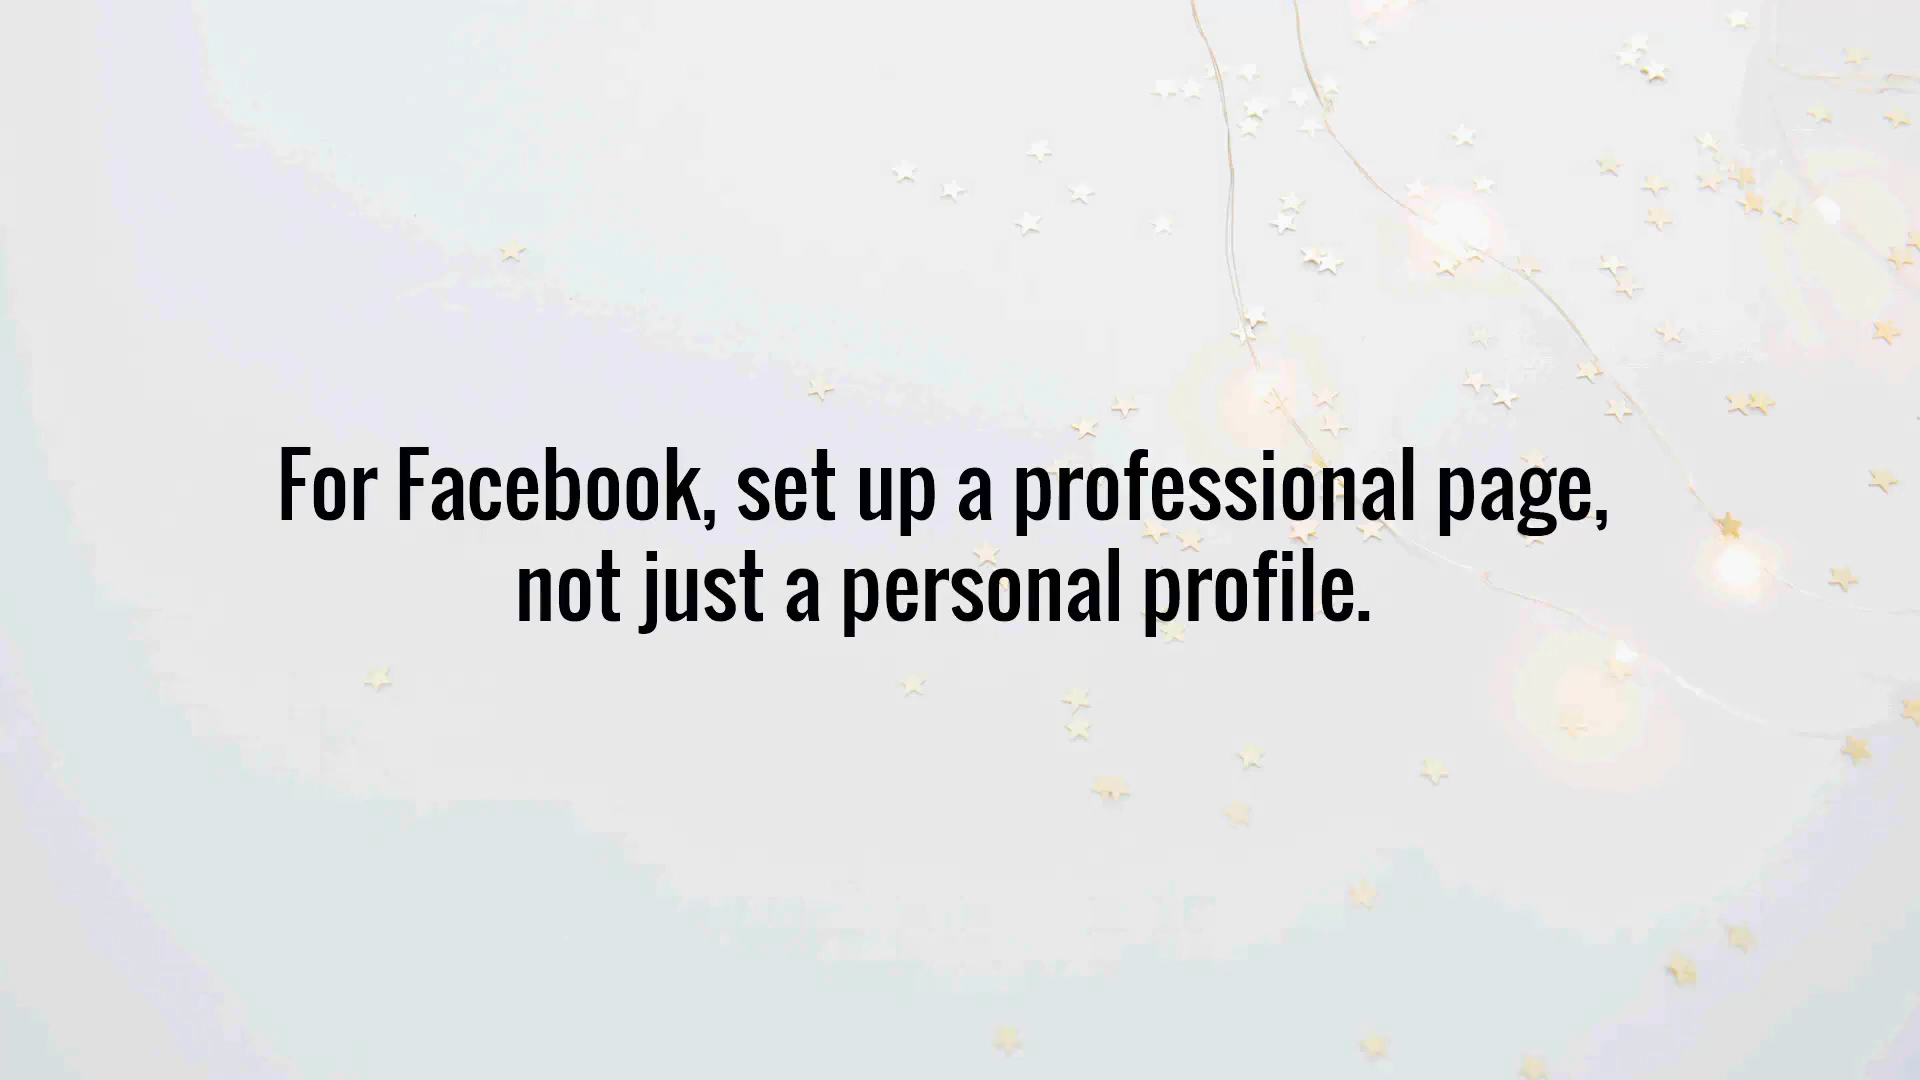 For Facebook, set up a professional page,
not just a personal profile.